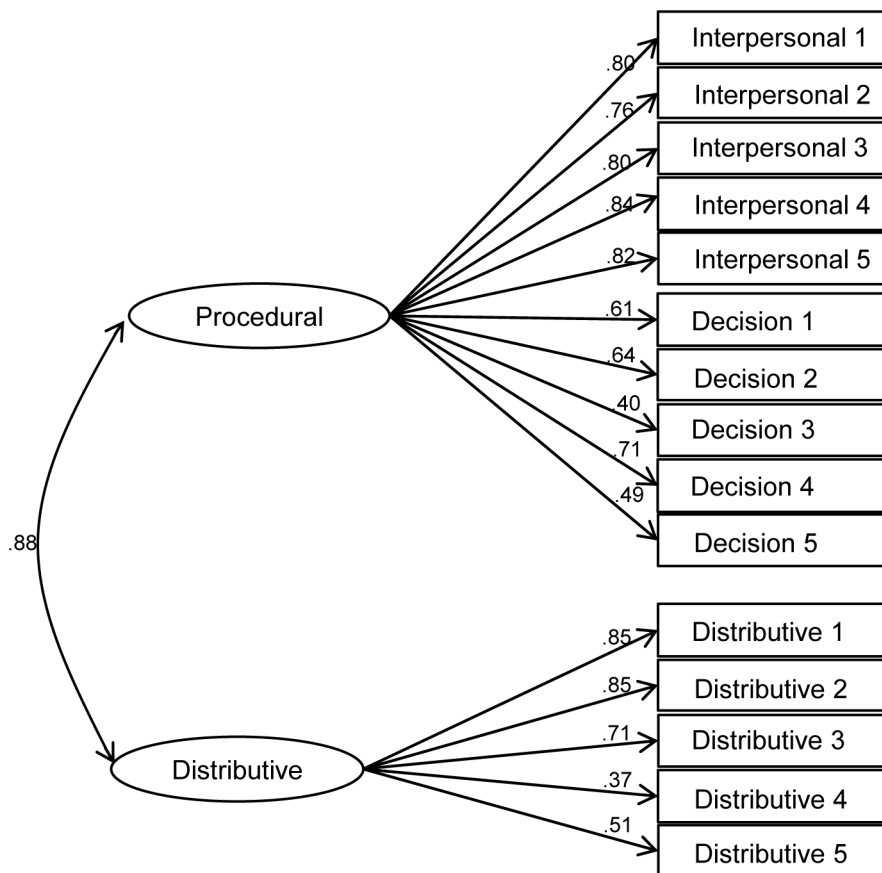 .80
Interpersonal 1
.76
Interpersonal 2
.80
Interpersonal 3
.84
Interpersonal 4
.82
Interpersonal 5
Procedural
.61
Decision 1
.64
Decision 2
.40
Decision 3
.71
Decision 4
.49
Decision 5
.88
.85
Distributive 1
.85
Distributive 2
.71
Distributive 3
Distributive
.37
Distributive 4
.51
Distributive 5